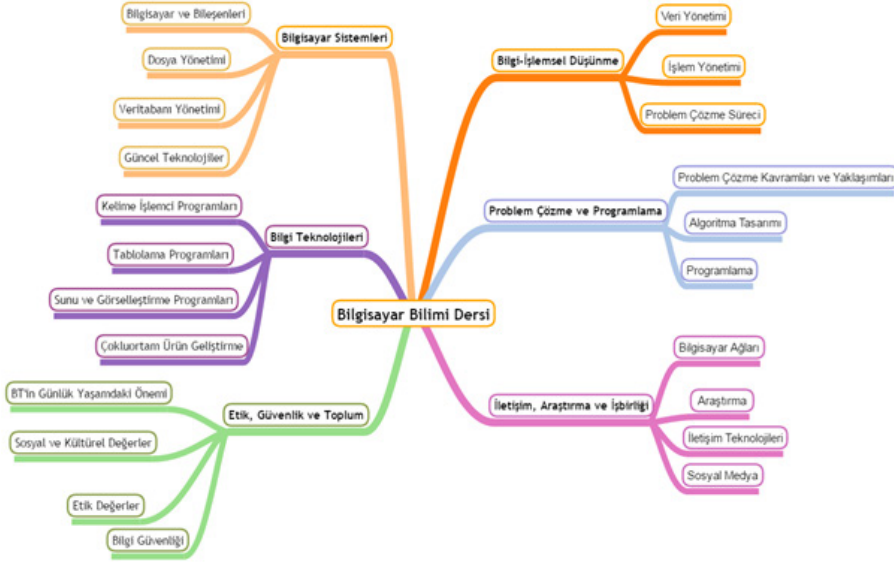 Bilgisayar Bilimi Dersi
Bilgisayar Sistemleri
Bilgisayar ve Bileşenleri
Dosya Yönetimi
Veritabanı Yönetimi
Güncel Teknolojiler
Bilgi Teknolojileri
Kelime İşlemci Programları
Tablolama Programları
Sunu ve Görselleştirme Programları
Çokluortam Ürün Geliştirme
Etik, Güvenlik ve Toplum
BT'in Günlük Yaşamdaki Önemi
Sosyal ve Kültürel Değerler
Etik Değerler
Bilgi Güvenliği
Bilgi-İşlemsel Düşünme
Veri Yönetimi
İşlem Yönetimi
Problem Çözme Süreci
Problem Çözme ve Programlama
Problem Çözme Kavramları ve Yaklaşımları
Algoritma Tasarımı
Programlama
İletişim, Araştırma ve İşbirliği
Bilgisayar Ağları
Araştırma
İletişim Teknolojileri
Sosyal Medya